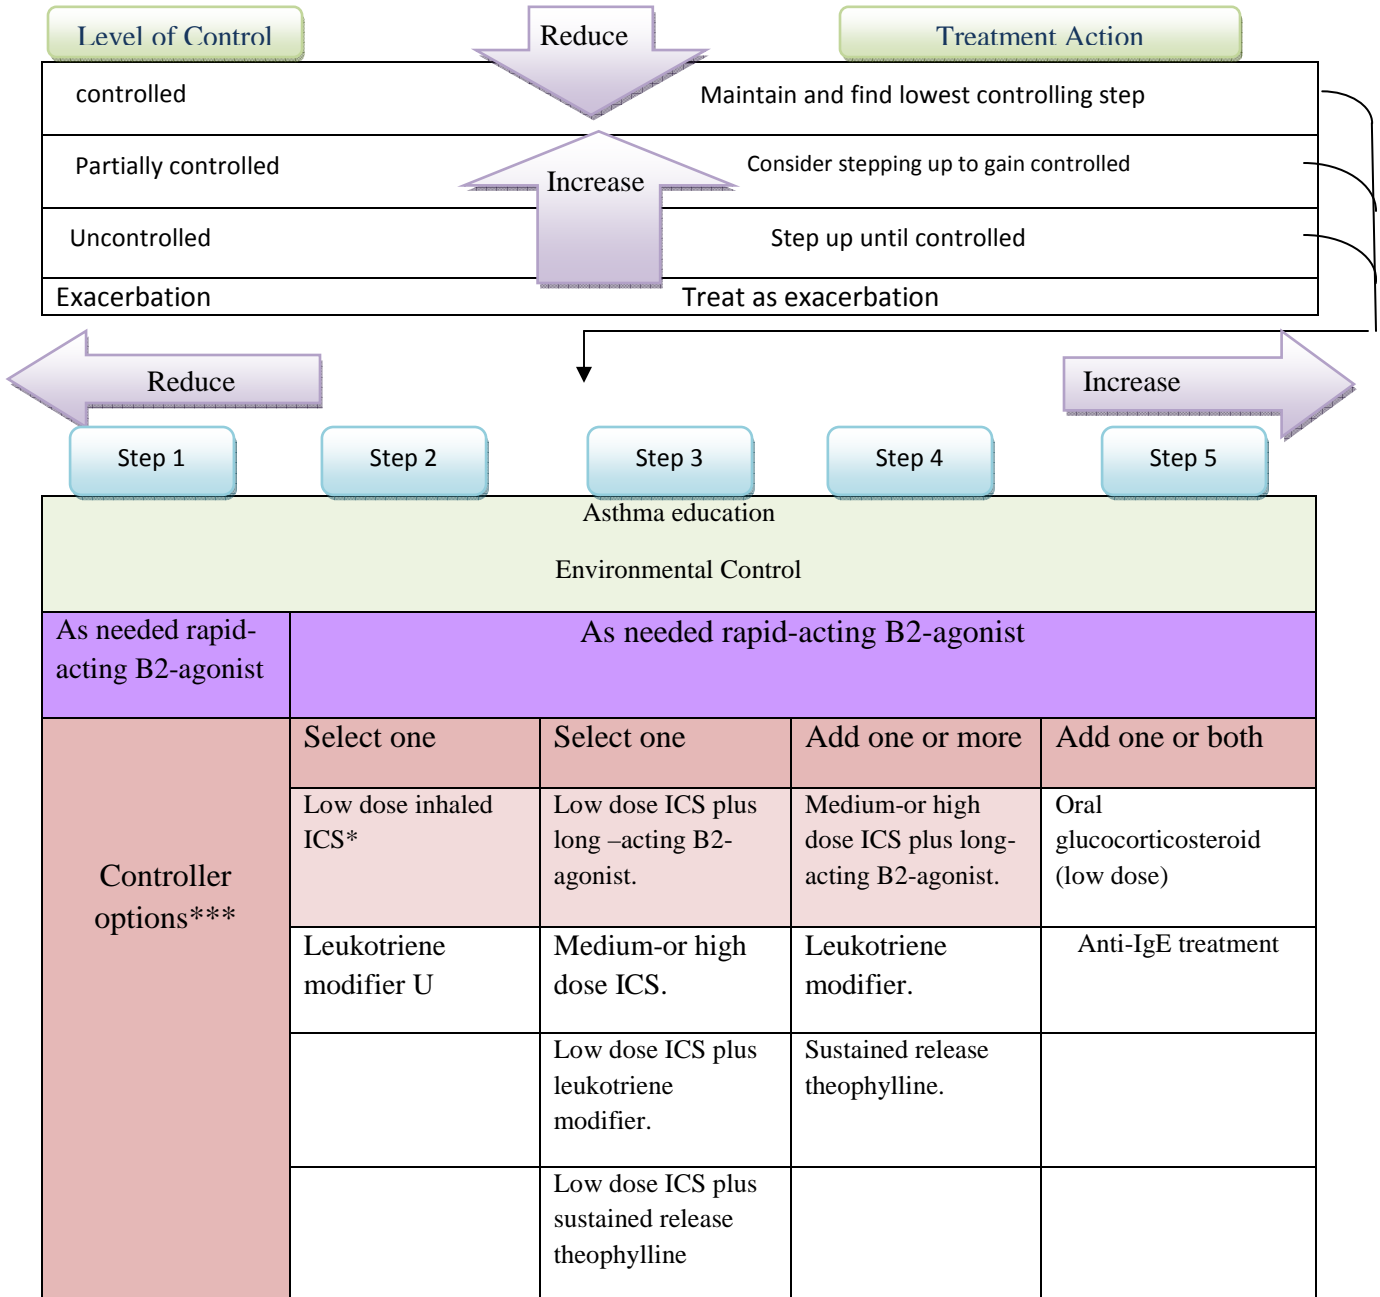 Level of Control
Reduce
Treatment Action
controlled
Maintain and find lowest controlling step
Partially controlled
Increase
Consider stepping up to gain controlled
Uncontrolled
Step up until controlled
Exacerbation
Treat as exacerbation
Reduce
Increase
Step 1
Step 2
Step 3
Step 4
Step 5
Asthma education
Environmental Control
As needed rapid-
acting B2-agonist
As needed rapid-acting B2-agonist
Controller
options***
Select one
Select one
Add one or more
Add one or both
Low dose inhaled
ICS*
Low dose ICS plus
long –acting B2-
agonist.
Medium-or high
dose ICS plus long-
acting B2-agonist.
Oral
glucocorticosteroid
(low dose)
Leukotriene
modifier U
Medium-or high
dose ICS.
Leukotriene
modifier.
Anti-IgE treatment
Low dose ICS plus
leukotriene
modifier.
Sustained release
theophylline.
Low dose ICS plus
sustained release
theophylline